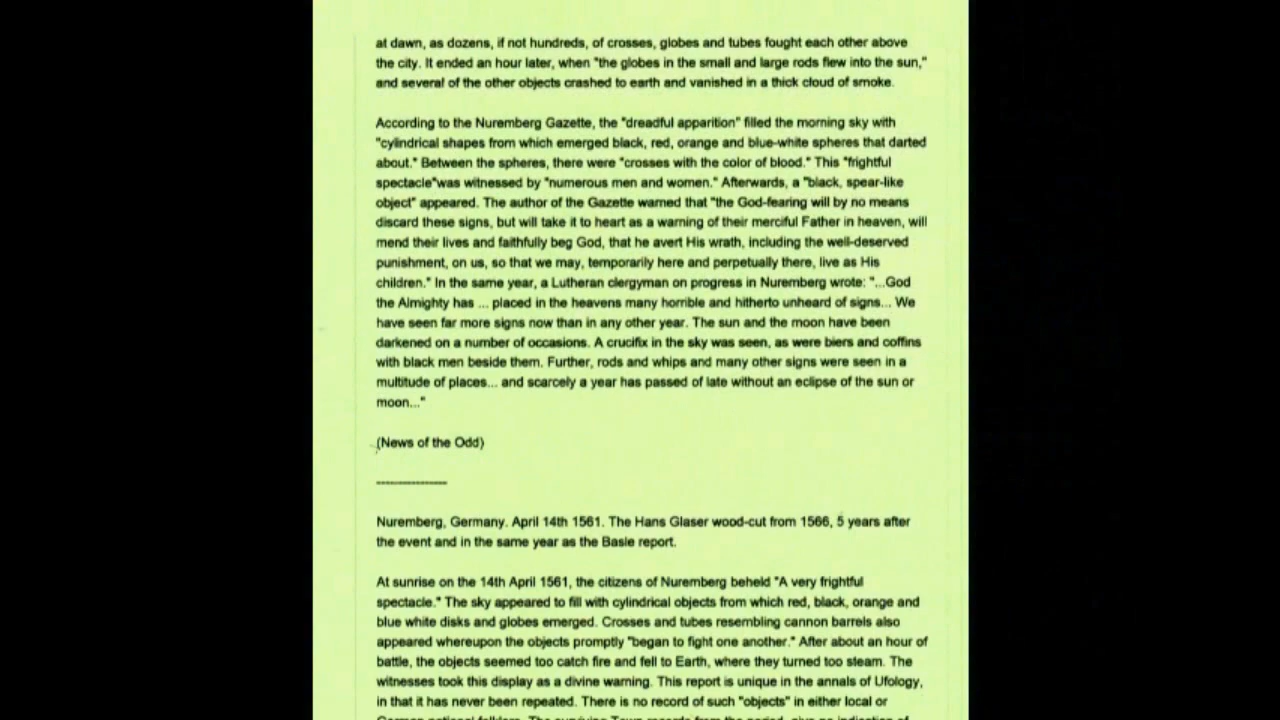 at dawn, as dozens, if not hundreds, of crosses, globes and tubes fought each other above
the city. It ended an hour later, when "the globes in the small and large rods flew into the sun,"
and several of the other objects crashed to earth and vanished in a thick cloud of smoke.
According to the Nuremberg Gazette, the "dreadful apparition" filled the morning sky with
"cylindrical shapes from which emerged black, red, orange and blue-white spheres that darted
about." Between the spheres, there were "crosses with the color of blood." This "frightful
spectacle"was witnessed by "numerous men and women." Afterwards, a "black, spear-like
object" appeared. The author of the Gazette warned that "the God-fearing will by no means
discard these signs, but will take it to heart as a warning of their merciful Father in heaven, will
mend their lives and faithfully beg God, that he avert His wrath, including the well-deserved
punishment, on us, so that we may, temporarily here and perpetually there, live as His
children." In the same year, a Lutheran clergyman on progress in Nuremberg wrote: "...God
the Almighty has ... placed in the heavens many horrible and hitherto unheard of signs... We
have seen far more signs now than in any other year. The sun and the moon have been
darkened on a number of occasions. A crucifix in the sky was seen, as were biers and coffins
with black men beside them. Further, rods and whips and many other signs were seen in a
multitude of places... and scarcely a year has passed of late without an eclipse of the sun or
moon..."
(News of the Odd)
----------------
Nuremberg, Germany. April 14th 1561. The Hans Glaser wood-cut from 1566, 5 years after
the event and in the same year as the Basle report.
At sunrise on the 14th April 1561, the citizens of Nuremberg beheld "A very frightful
spectacle." The sky appeared to fill with cylindrical objects from which red, black, orange and
blue white disks and globes emerged. Crosses and tubes resembling cannon barrels also
appeared whereupon the objects promptly "began to fight one another." After about an hour of
battle, the objects seemed too catch fire and fell to Earth, where they turned too steam. The
witnesses took this display as a divine warning. This report is unique in the annals of Ufology,
in that it has never been repeated. There is no record of such "objects" in either local or